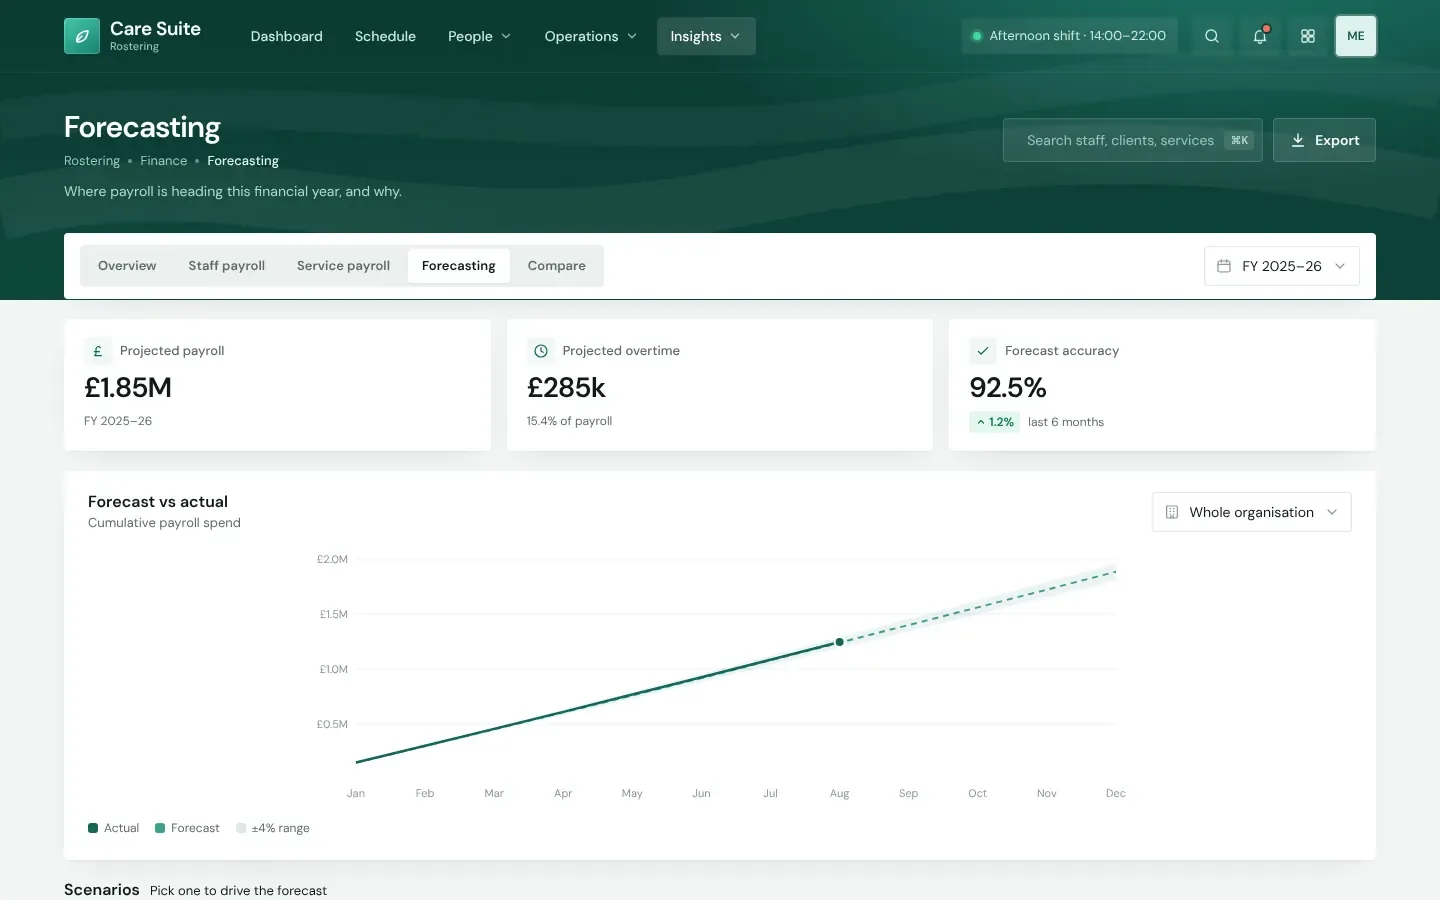 Care Suite
Rostering
Dashboard
Schedule
People
Operations
Insights
Afternoon shift · 14:00–22:00
ME
Forecasting
Rostering • Finance • Forecasting
Where payroll is heading this financial year, and why.
Search staff, clients, services ⌘K
Export
Overview
Staff payroll
Service payroll
Forecasting
Compare
FY 2025–26
£ Projected payroll
£1.85M
FY 2025–26
Projected overtime
£285k
15.4% of payroll
Forecast accuracy
92.5%
1.2% last 6 months
Forecast vs actual
Cumulative payroll spend
Whole organisation
£2.0M
£1.5M
£1.0M
£0.5M
Jan Feb Mar Apr May Jun Jul Aug Sep Oct Nov Dec
Actual Forecast ±4% range
Scenarios Pick one to drive the forecast